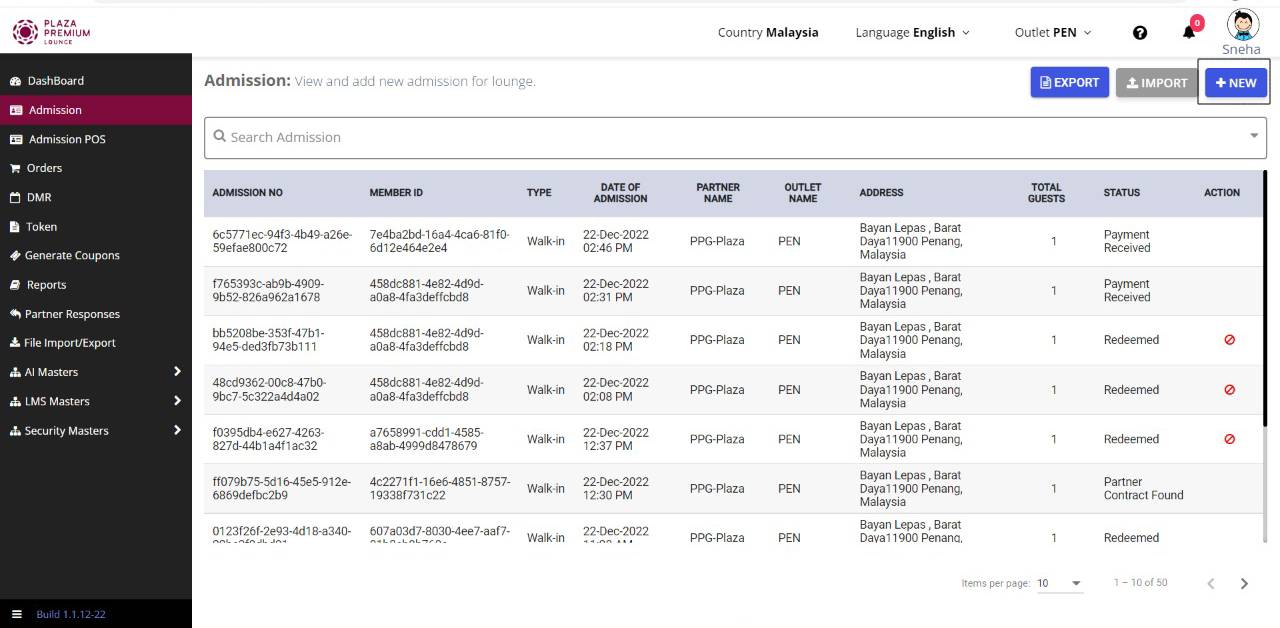 PLAZA
PREMIUM
LOUNGE
Country Malaysia
Language English
Outlet PEN
0
Sneha
DashBoard
Admission
Admission POS
Orders
DMR
Token
Generate Coupons
Reports
Partner Responses
File Import/Export
AI Masters
LMS Masters
Security Masters
Build 1.1.12-22
Admission: View and add new admission for lounge.
EXPORT
IMPORT
+ NEW
Search Admission
ADMISSION NO MEMBER ID TYPE DATE OF ADMISSION PARTNER NAME OUTLET NAME ADDRESS TOTAL GUESTS STATUS ACTION
6c5771ec-94f3-4b49-a26e- 7e4ba2bd-16a4-4ca6-81f0- Walk-in 22-Dec-2022 PPG-Plaza PEN Bayan Lepas , Barat 1 Payment
59efae800c72 6d12e464e2e4 02:46 PM Daya11900 Penang, Received
Malaysia
f765393c-ab9b-4909- 458dc881-4e82-4d9d- Walk-in 22-Dec-2022 PPG-Plaza PEN Bayan Lepas , Barat 1 Payment
9b52-826a962a1678 a0a8-4fa3deffcbd8 02:31 PM Daya11900 Penang, Received
Malaysia
bb5208be-353f-47b1- 458dc881-4e82-4d9d- Walk-in 22-Dec-2022 PPG-Plaza PEN Bayan Lepas , Barat 1 Redeemed
94e5-ded3fb73b111 a0a8-4fa3deffcbd8 02:18 PM Daya11900 Penang,
Malaysia
48cd9362-00c8-47b0- 458dc881-4e82-4d9d- Walk-in 22-Dec-2022 PPG-Plaza PEN Bayan Lepas , Barat 1 Redeemed
9bc7-5c322a4d4a02 a0a8-4fa3deffcbd8 02:08 PM Daya11900 Penang,
Malaysia
f0395db4-e627-4263- a7658991-cdd1-4585- Walk-in 22-Dec-2022 PPG-Plaza PEN Bayan Lepas , Barat 1 Redeemed
827d-44b1a4f1ac32 a8ab-4999d8478679 12:37 PM Daya11900 Penang,
Malaysia
ff079b75-5d16-45e5-912e- 4c2271f1-16e6-4851-8757- Walk-in 22-Dec-2022 PPG-Plaza PEN Bayan Lepas , Barat 1 Partner
6869defbc2b9 19338f731c22 12:30 PM Daya11900 Penang, Contract Found
Malaysia
0123f26f-2e93-4d18-a340- 607a03d7-8030-4ee7-aaf7- Walk-in 22-Dec-2022 PPG-Plaza PEN Bayan Lepas , Barat 1 Redeemed
Daya11900 Penang,
Items per page: 10 1 – 10 of 50